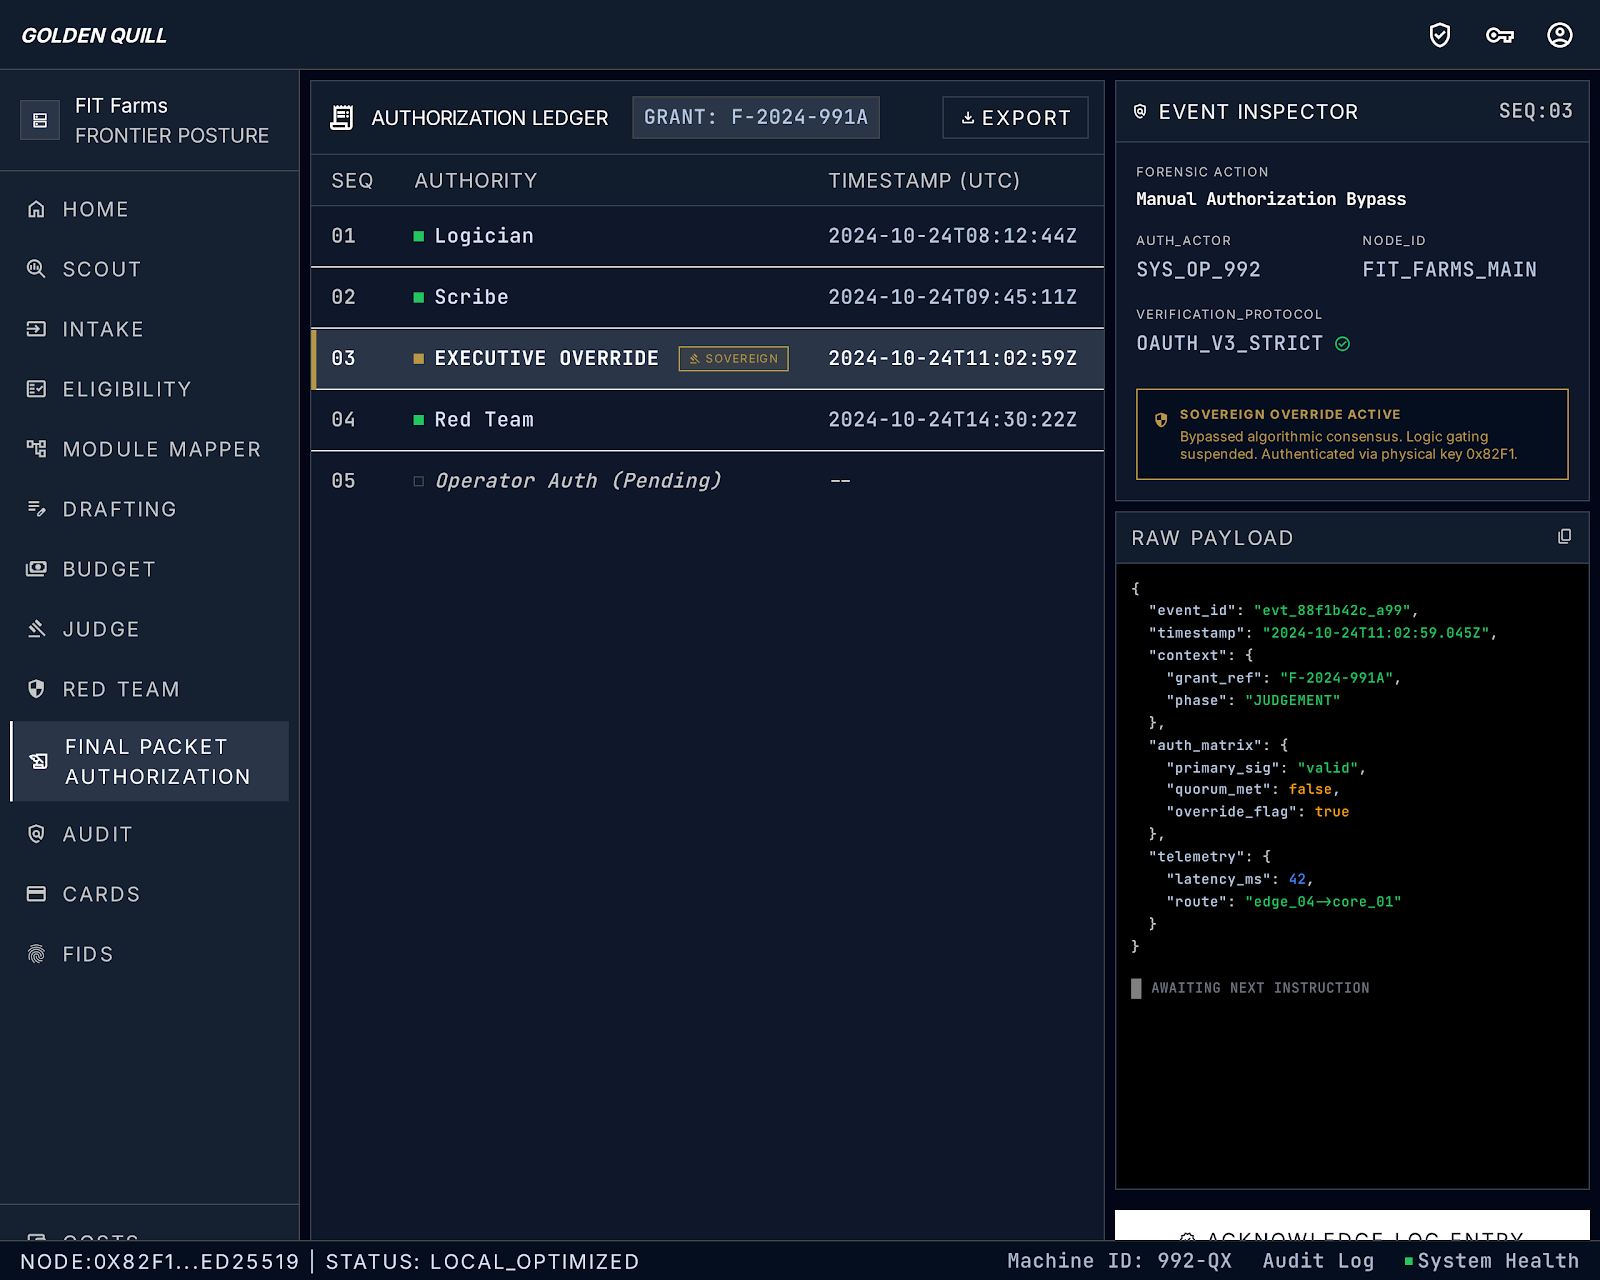 GOLDEN QUILL
FIT Farms
FRONTIER POSTURE
HOME
SCOUT
INTAKE
ELIGIBILITY
MODULE MAPPER
DRAFTING
BUDGET
JUDGE
RED TEAM
FINAL PACKET
AUTHORIZATION
AUDIT
CARDS
FIDS
COSTS
AUTHORIZATION LEDGER
GRANT: F-2024-991A
EXPORT
SEQ AUTHORITY TIMESTAMP (UTC)
01 Logician 2024-10-24T08:12:44Z
02 Scribe 2024-10-24T09:45:11Z
03 EXECUTIVE OVERRIDE SOVEREIGN 2024-10-24T11:02:59Z
04 Red Team 2024-10-24T14:30:22Z
05 Operator Auth (Pending) --
EVENT INSPECTOR SEQ:03
FORENSIC ACTION
Manual Authorization Bypass
AUTH_ACTOR NODE_ID
SYS_OP_992 FIT_FARMS_MAIN
VERIFICATION_PROTOCOL
OAUTH_V3_STRICT
SOVEREIGN OVERRIDE ACTIVE
Bypassed algorithmic consensus. Logic gating
suspended. Authenticated via physical key 0x82F1.
RAW PAYLOAD
{
"event_id": "evt_88f1b42c_a99",
"timestamp": "2024-10-24T11:02:59.045Z",
"context": {
"grant_ref": "F-2024-991A",
"phase": "JUDGEMENT"
},
"auth_matrix": {
"primary_sig": "valid",
"quorum_met": false,
"override_flag": true
},
"telemetry": {
"latency_ms": 42,
"route": "edge_04->core_01"
}
}
AWAITING NEXT INSTRUCTION
ACKNOWLEDGE LOG ENTRY
NODE:0X82F1...ED25519 | STATUS: LOCAL_OPTIMIZED
Machine ID: 992-QX Audit Log System Health